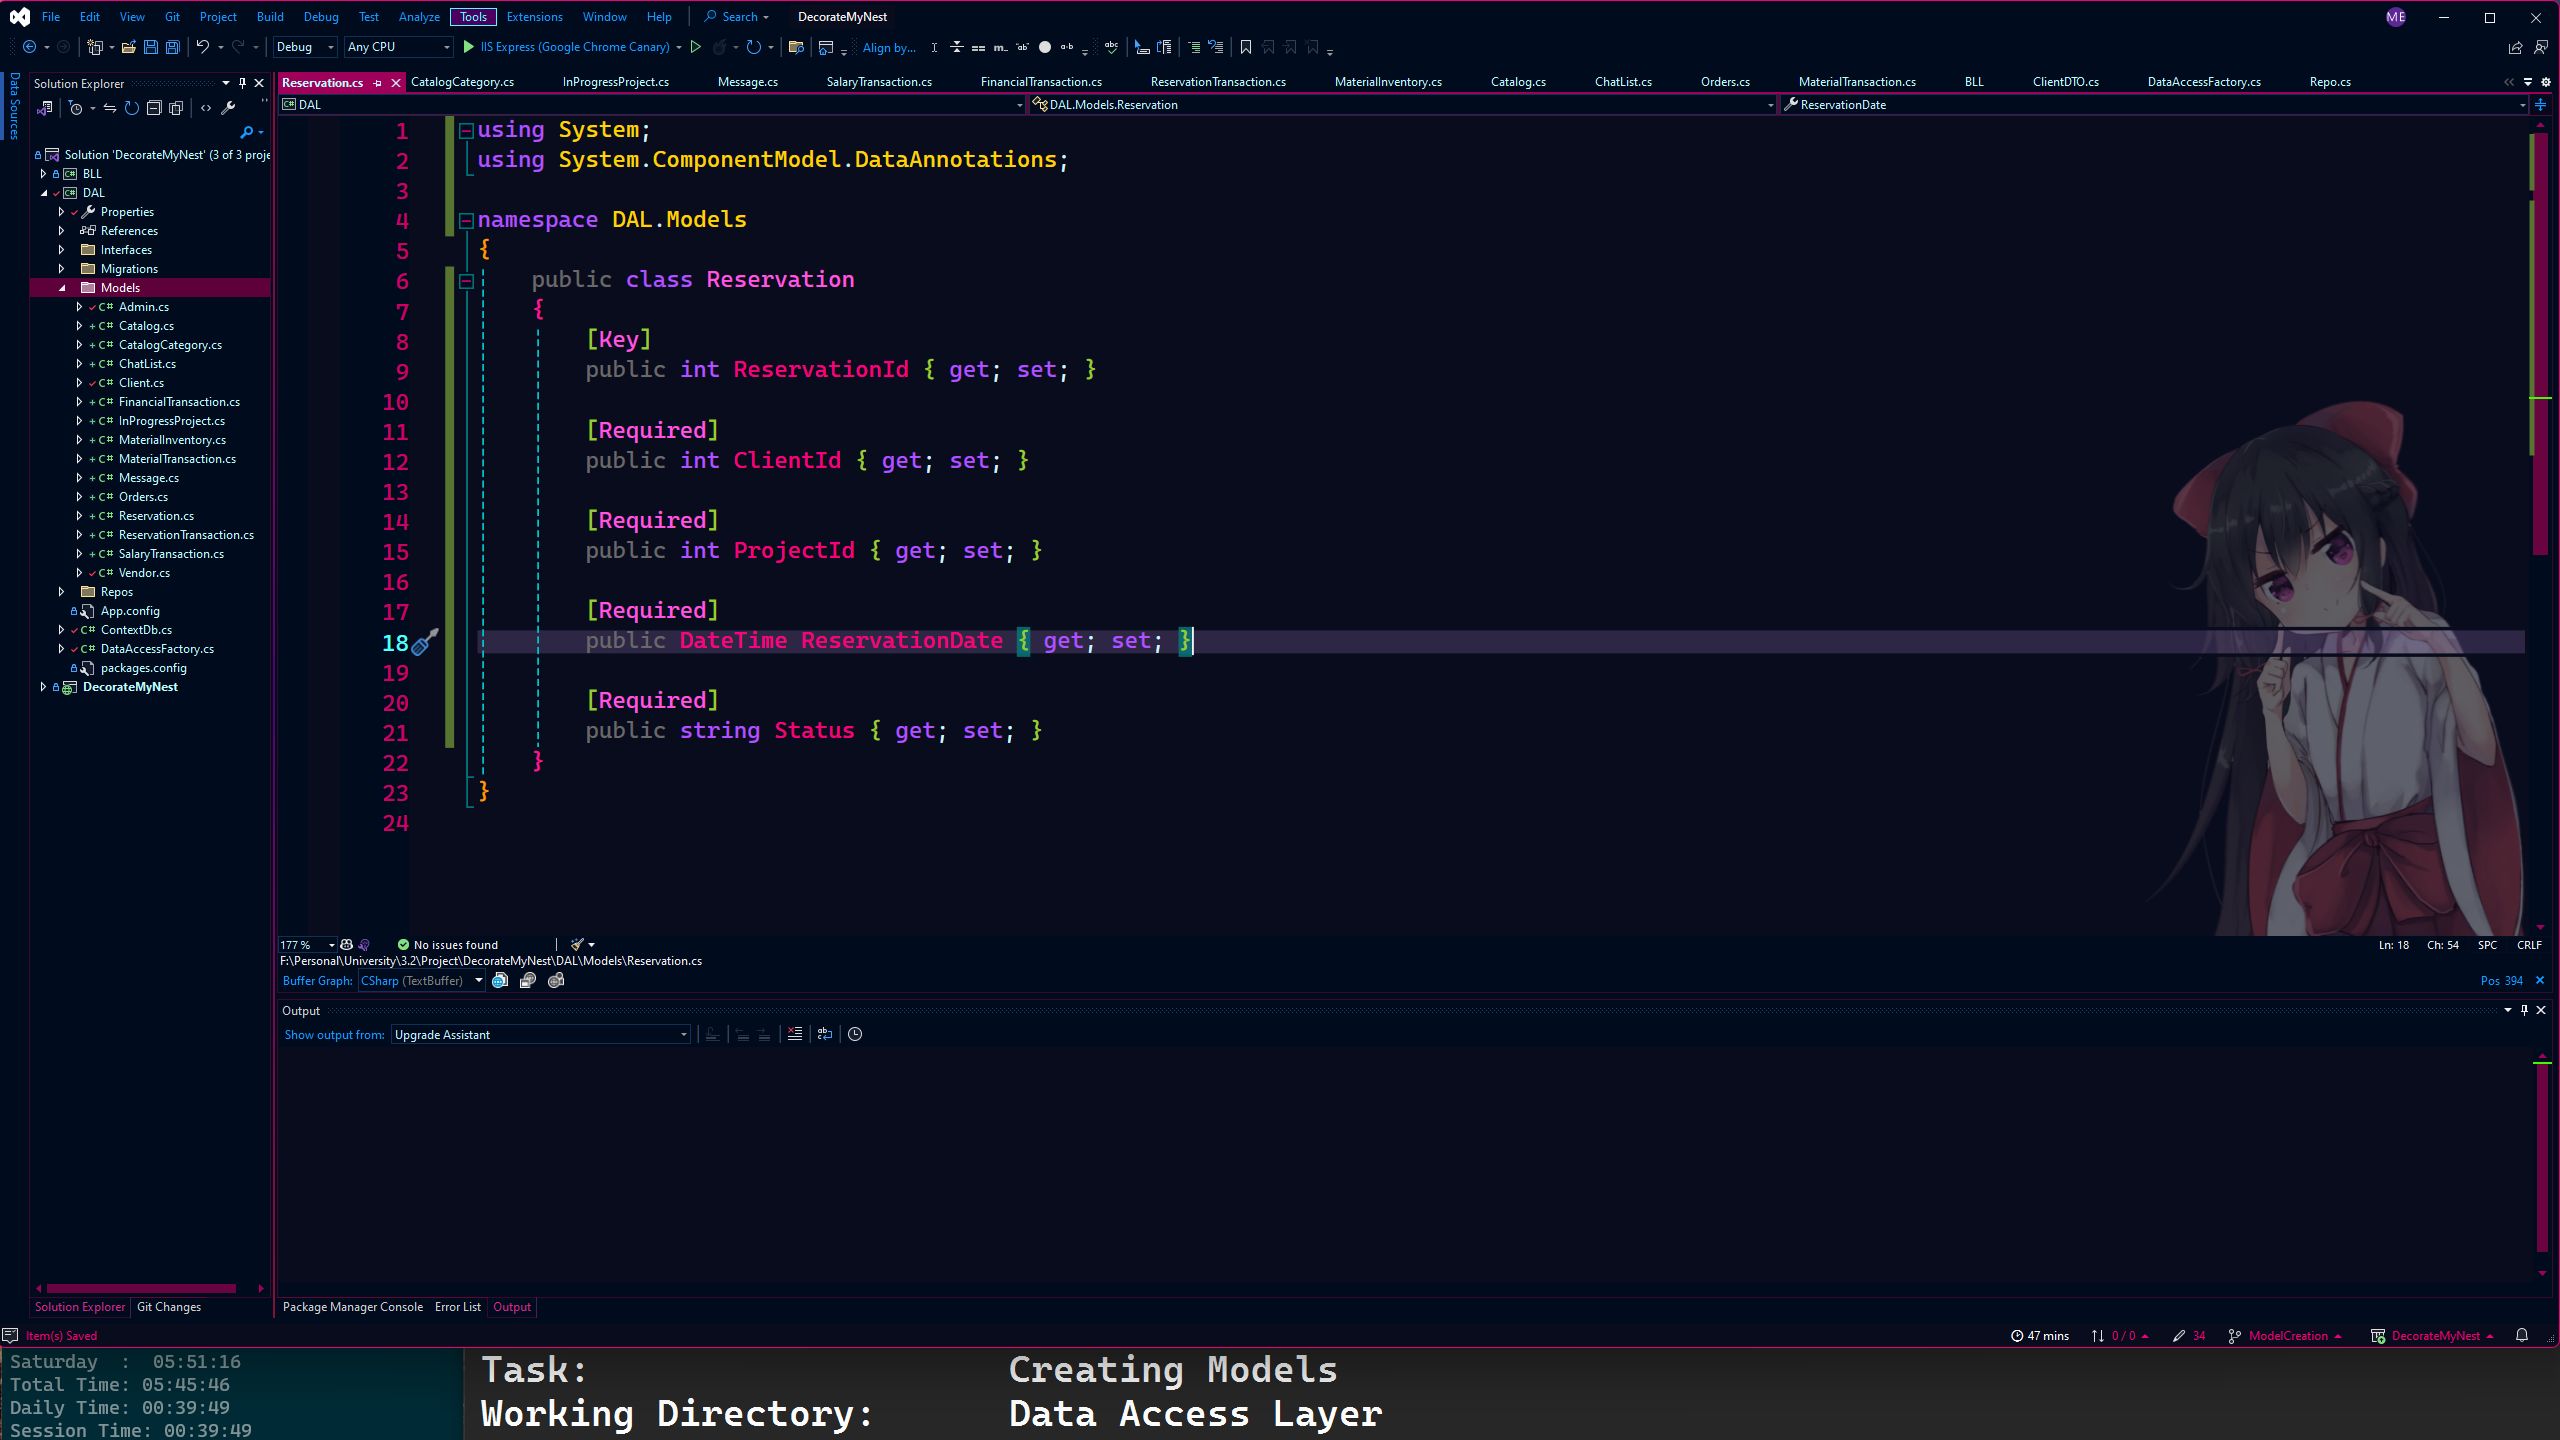 File Edit View Git Project Build Debug Test Analyze Tools Extensions Window Help Search DecorateMyNest ME
Debug Any CPU IIS Express (Google Chrome Canary) Align by...
Data Sources
Solution Explorer
Reservation.cs CatalogCategory.cs InProgressProject.cs Message.cs SalaryTransaction.cs FinancialTransaction.cs ReservationTransaction.cs MaterialInventory.cs Catalog.cs ChatList.cs Orders.cs MaterialTransaction.cs BLL ClientDTO.cs DataAccessFactory.cs Repo.cs
DAL DAL.Models.Reservation ReservationDate
Solution 'DecorateMyNest' (3 of 3 proje
BLL
DAL
Properties
References
Interfaces
Migrations
Models
C# Admin.cs
C# Catalog.cs
C# CatalogCategory.cs
C# ChatList.cs
C# Client.cs
C# FinancialTransaction.cs
C# InProgressProject.cs
C# MaterialInventory.cs
C# MaterialTransaction.cs
C# Message.cs
C# Orders.cs
C# Reservation.cs
C# ReservationTransaction.cs
C# SalaryTransaction.cs
C# Vendor.cs
Repos
App.config
C# ContextDb.cs
C# DataAccessFactory.cs
packages.config
DecorateMyNest
1 using System;
2 using System.ComponentModel.DataAnnotations;
3
4 namespace DAL.Models
5 {
6 public class Reservation
7 {
8 [Key]
9 public int ReservationId { get; set; }
10
11 [Required]
12 public int ClientId { get; set; }
13
14 [Required]
15 public int ProjectId { get; set; }
16
17 [Required]
18 public DateTime ReservationDate { get; set; }
19
20 [Required]
21 public string Status { get; set; }
22 }
23 }
24
177 % No issues found Ln: 18 Ch: 54 SPC CRLF
F:\Personal\University\3.2\Project\DecorateMyNest\DAL\Models\Reservation.cs
Buffer Graph: CSharp (TextBuffer) Pos 394
Output
Show output from: Upgrade Assistant
Solution Explorer Git Changes
Package Manager Console Error List Output
Item(s) Saved 47 mins 0 / 0 34 ModelCreation DecorateMyNest
Saturday : 05:51:16
Total Time: 05:45:46
Daily Time: 00:39:49
Session Time: 00:39:49
Task: Creating Models
Working Directory: Data Access Layer